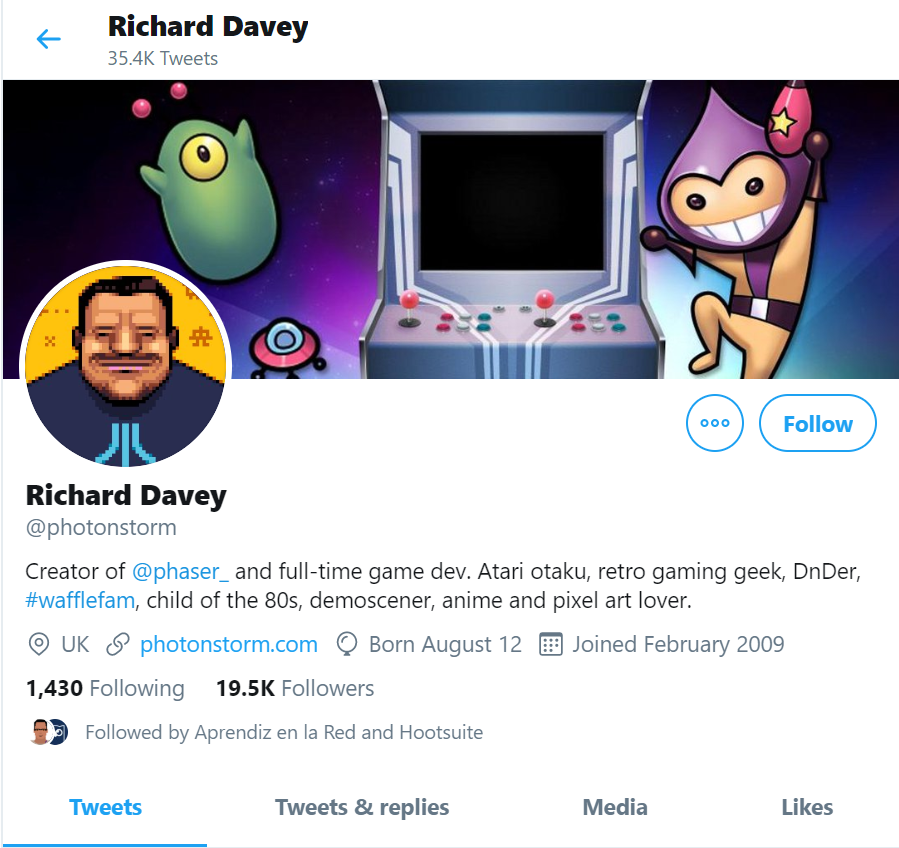 Richard Davey
35.4K Tweets
Follow
Richard Davey
@photonstorm
Creator of @phaser_ and full-time game dev. Atari otaku, retro gaming geek, DnDer,
#wafflefam, child of the 80s, demoscener, anime and pixel art lover.
UK photonstorm.com Born August 12 Joined February 2009
1,430 Following 19.5K Followers
Followed by Aprendiz en la Red and Hootsuite
Tweets Tweets & replies Media Likes